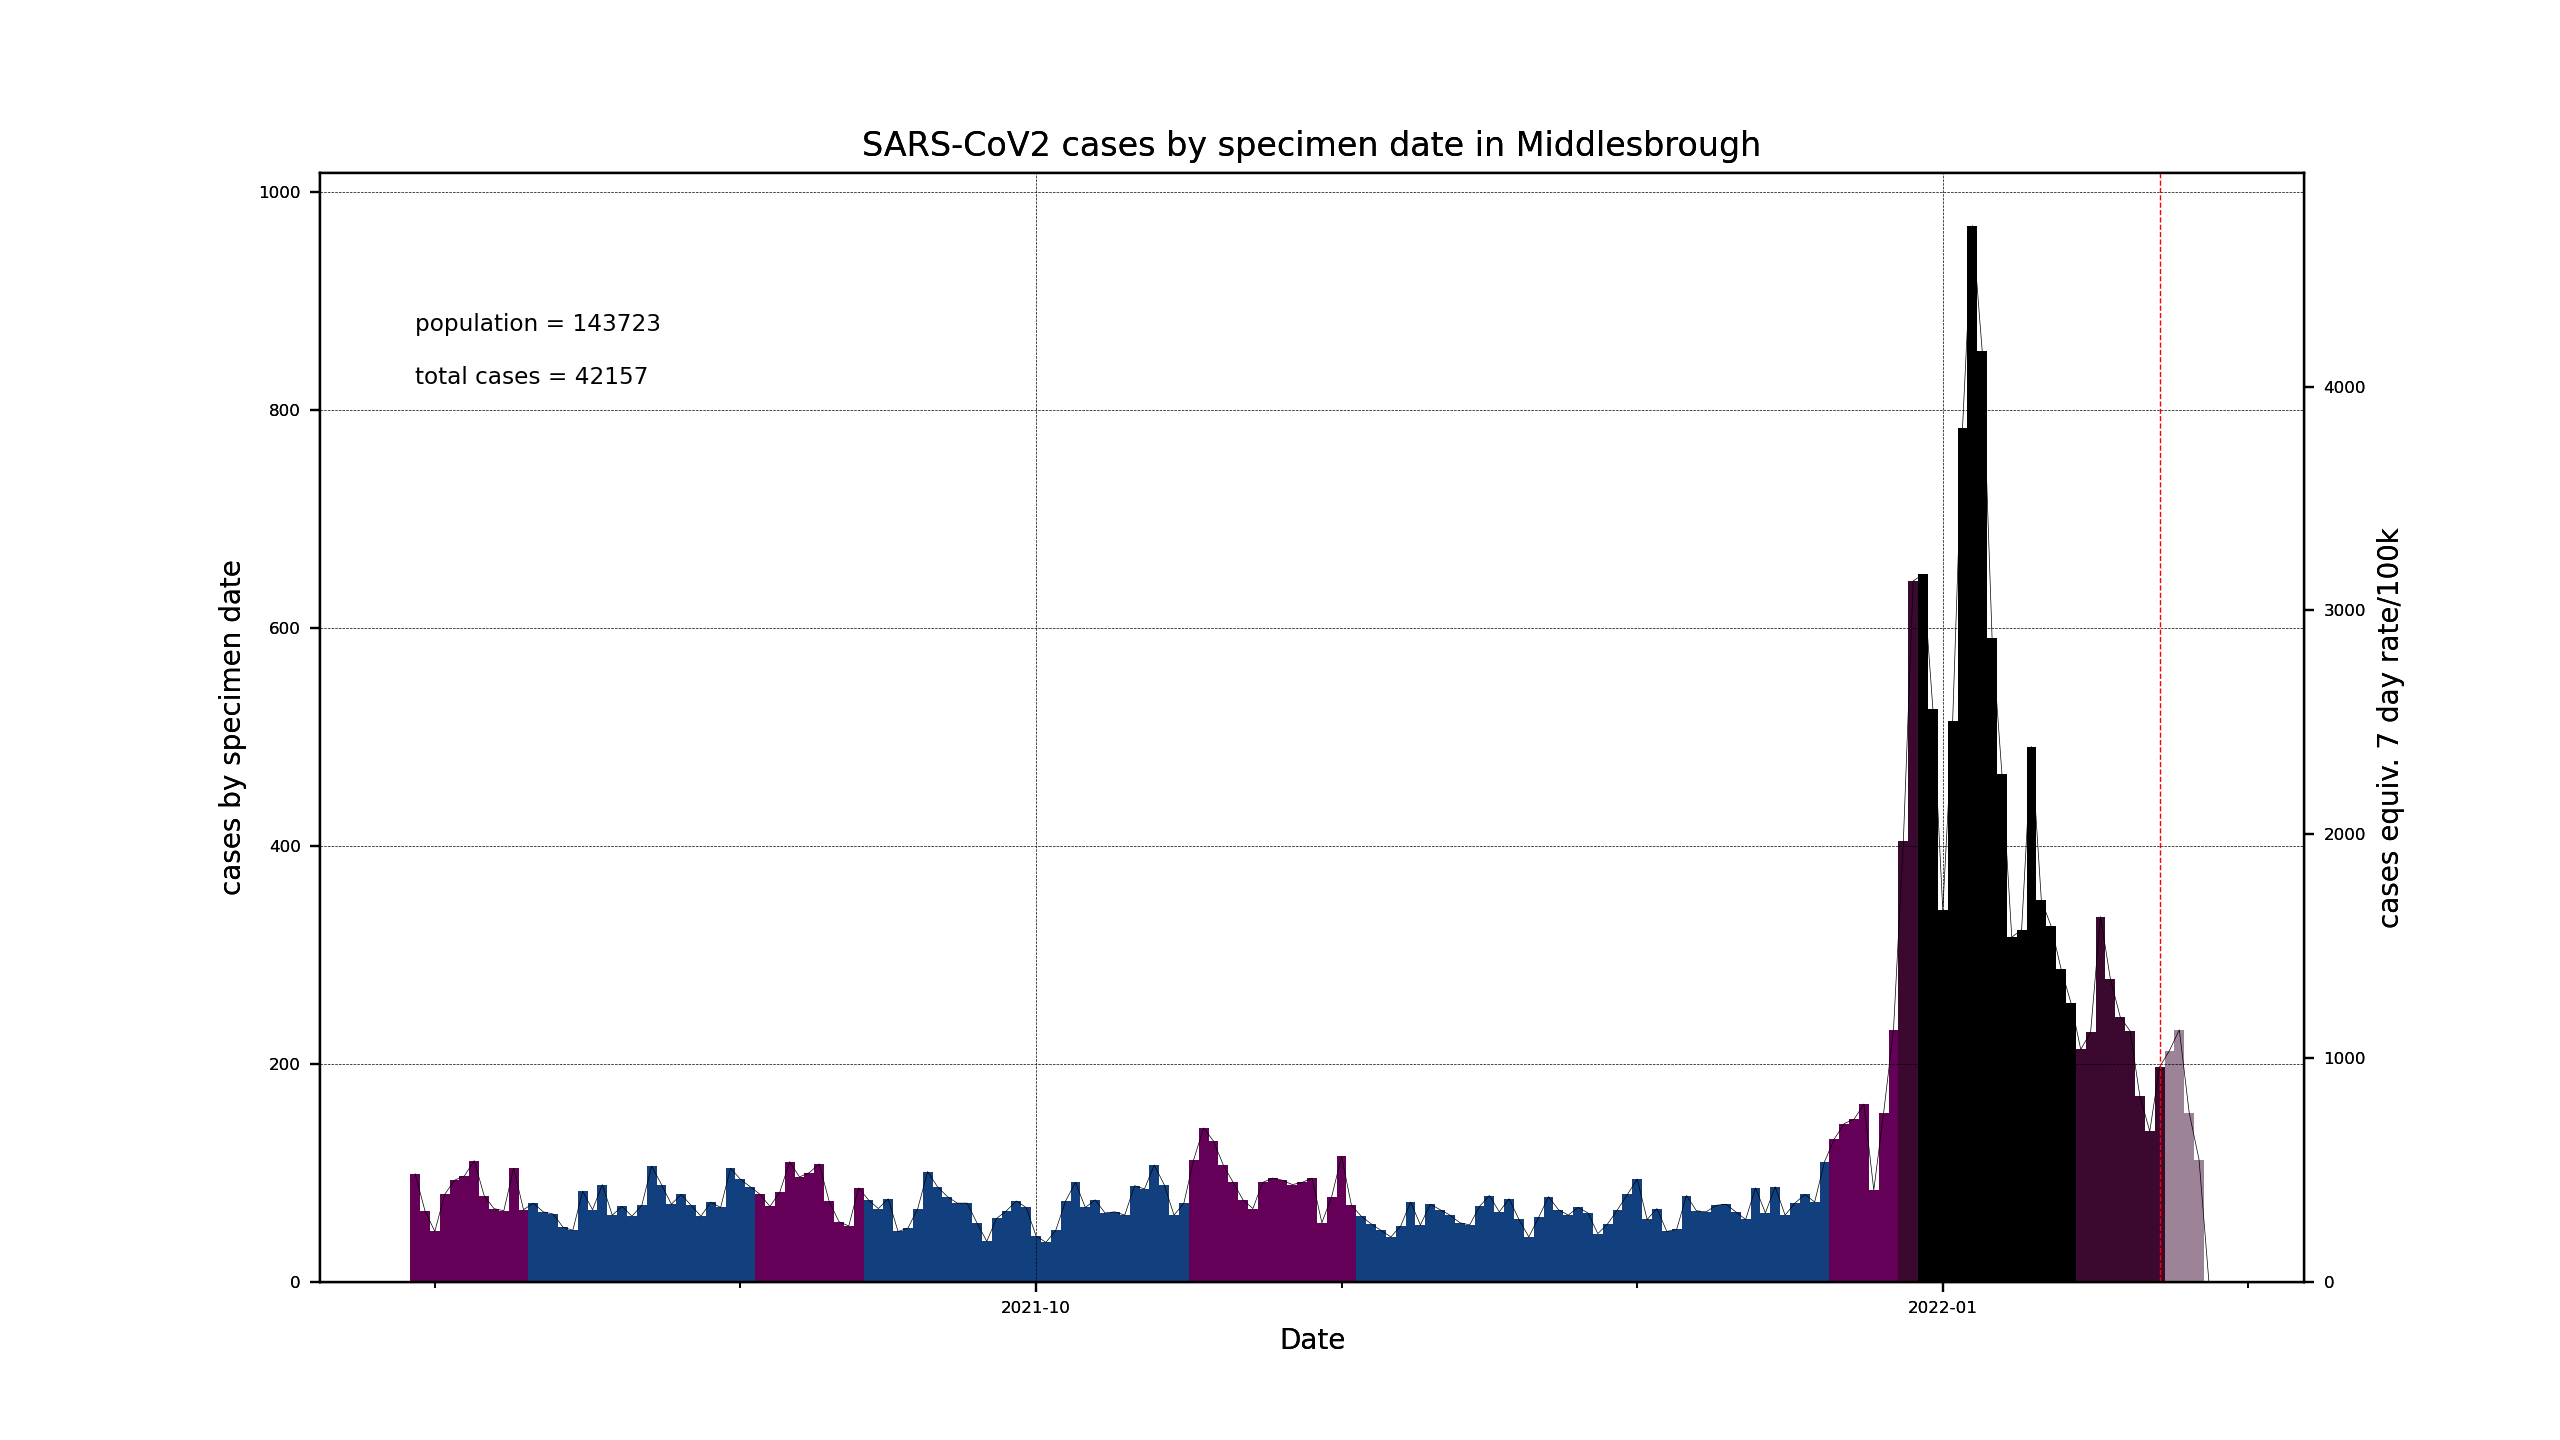 SARS-CoV2 cases by specimen date in Middlesbrough
population = 143723
total cases = 42157
cases by specimen date
1000
800
600
400
200
0
4000
3000
2000
1000
0
cases equiv. 7 day rate/100k
2021-10
2022-01
Date